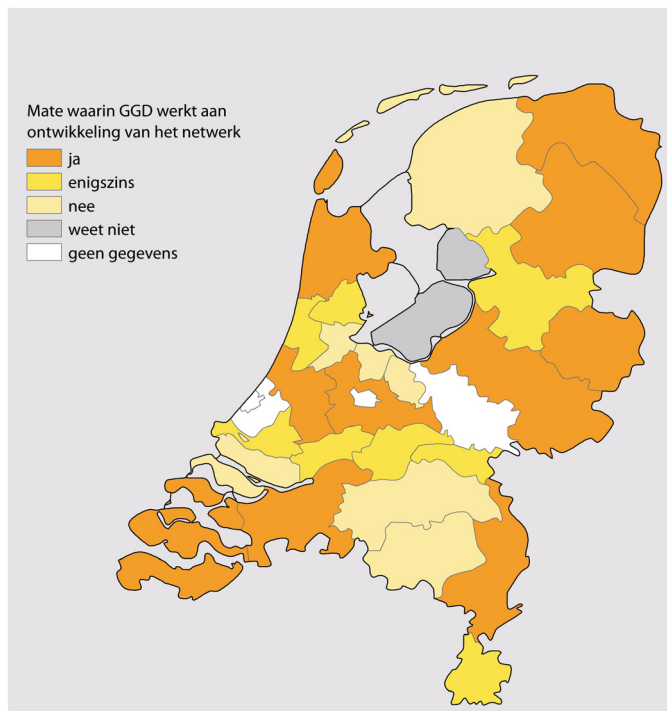 Mate waarin GGD werkt aan
ontwikkeling van het netwerk
ja
enigszins
nee
weet niet
geen gegevens